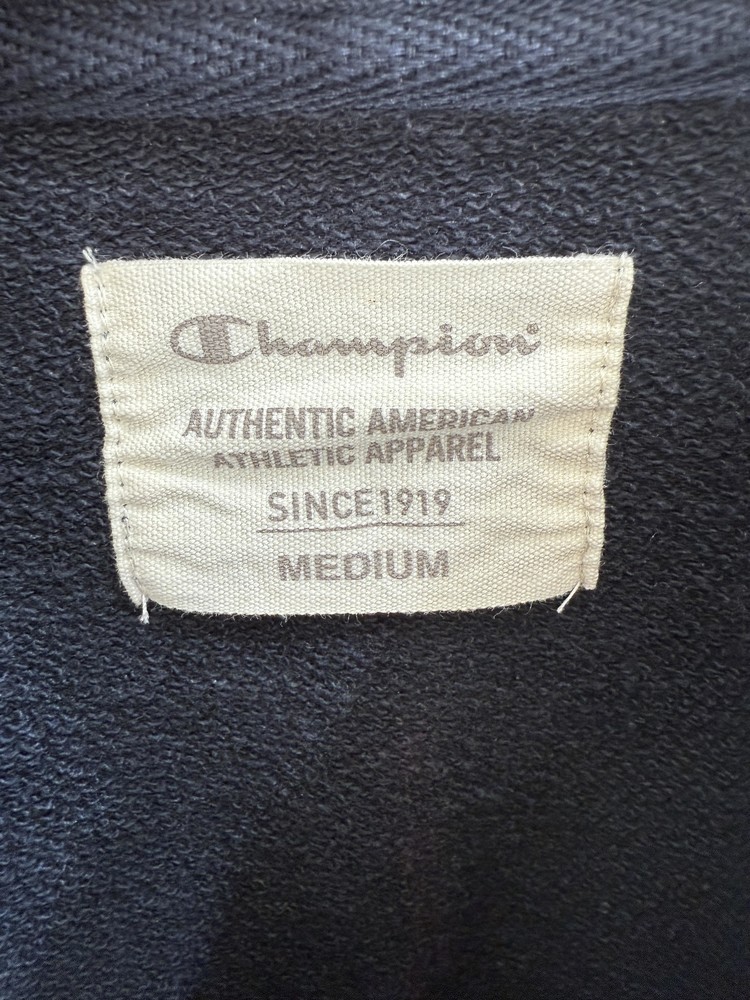 Champion®
AUTHENTIC AMERICAN
ATHLETIC APPAREL
SINCE 1919
MEDIUM